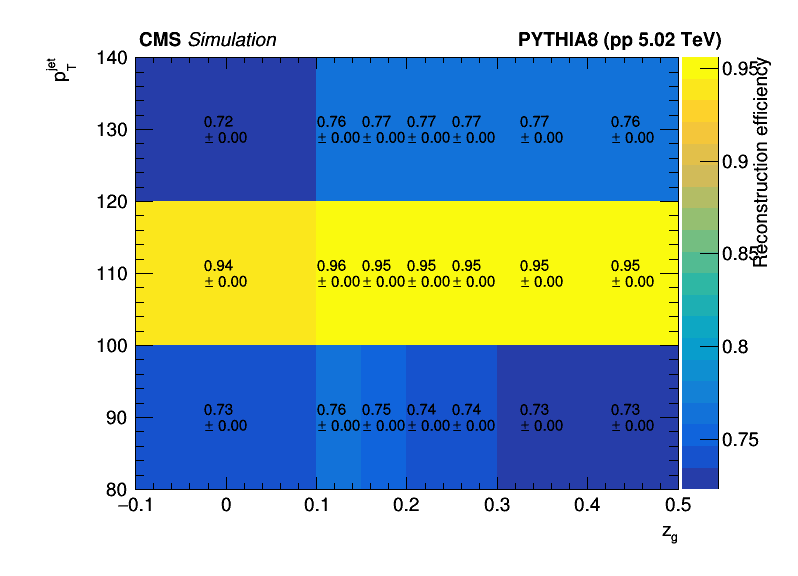 CMS Simulation PYTHIA8 (pp 5.02 TeV)
p_T^jet
140
130
120
110
100
90
80
0.72 0.76 0.77 0.77 0.77 0.77 0.76
± 0.00 ± 0.00 ± 0.00 ± 0.00 ± 0.00 ± 0.00 ± 0.00
0.94 0.96 0.95 0.95 0.95 0.95 0.95
± 0.00 ± 0.00 ± 0.00 ± 0.00 ± 0.00 ± 0.00 ± 0.00
0.73 0.76 0.75 0.74 0.74 0.73 0.73
± 0.00 ± 0.00 ± 0.00 ± 0.00 ± 0.00 ± 0.00 ± 0.00
−0.1 0 0.1 0.2 0.3 0.4 0.5
z_g
0.95
0.9
0.85
0.8
0.75
Reconstruction efficiency